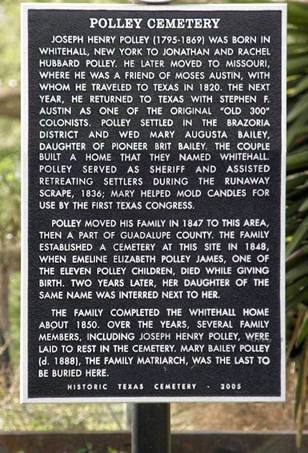 POLLEY CEMETERY
JOSEPH HENRY POLLEY (1795-1869) WAS BORN IN
WHITEHALL, NEW YORK TO JONATHAN AND RACHEL
HUBBARD POLLEY. HE LATER MOVED TO MISSOURI,
WHERE HE WAS A FRIEND OF MOSES AUSTIN, WITH
WHOM HE TRAVELED TO TEXAS IN 1820. THE NEXT
YEAR, HE RETURNED TO TEXAS WITH STEPHEN F.
AUSTIN AS ONE OF THE ORIGINAL "OLD 300"
COLONISTS. POLLEY SETTLED IN THE BRAZORIA
DISTRICT AND WED MARY AUGUSTA BAILEY,
DAUGHTER OF PIONEER BRIT BAILEY. THE COUPLE
BUILT A HOME THAT THEY NAMED WHITEHALL.
POLLEY SERVED AS SHERIFF AND ASSISTED
RETREATING SETTLERS DURING THE RUNAWAY
SCRAPE, 1836; MARY HELPED MOLD CANDLES FOR
USE BY THE FIRST TEXAS CONGRESS.
POLLEY MOVED HIS FAMILY IN 1847 TO THIS AREA,
THEN A PART OF GUADALUPE COUNTY. THE FAMILY
ESTABLISHED A CEMETERY AT THIS SITE IN 1848,
WHEN EMELINE ELIZABETH POLLEY JAMES, ONE OF
THE ELEVEN POLLEY CHILDREN, DIED WHILE GIVING
BIRTH. TWO YEARS LATER, HER DAUGHTER OF THE
SAME NAME WAS INTERRED NEXT TO HER.
THE FAMILY COMPLETED THE WHITEHALL HOME
ABOUT 1850. OVER THE YEARS, SEVERAL FAMILY
MEMBERS, INCLUDING JOSEPH HENRY POLLEY, WERE
LAID TO REST IN THE CEMETERY. MARY BAILEY POLLEY
(d. 1888), THE FAMILY MATRIARCH, WAS THE LAST TO
BE BURIED HERE.
HISTORIC TEXAS CEMETERY - 2005